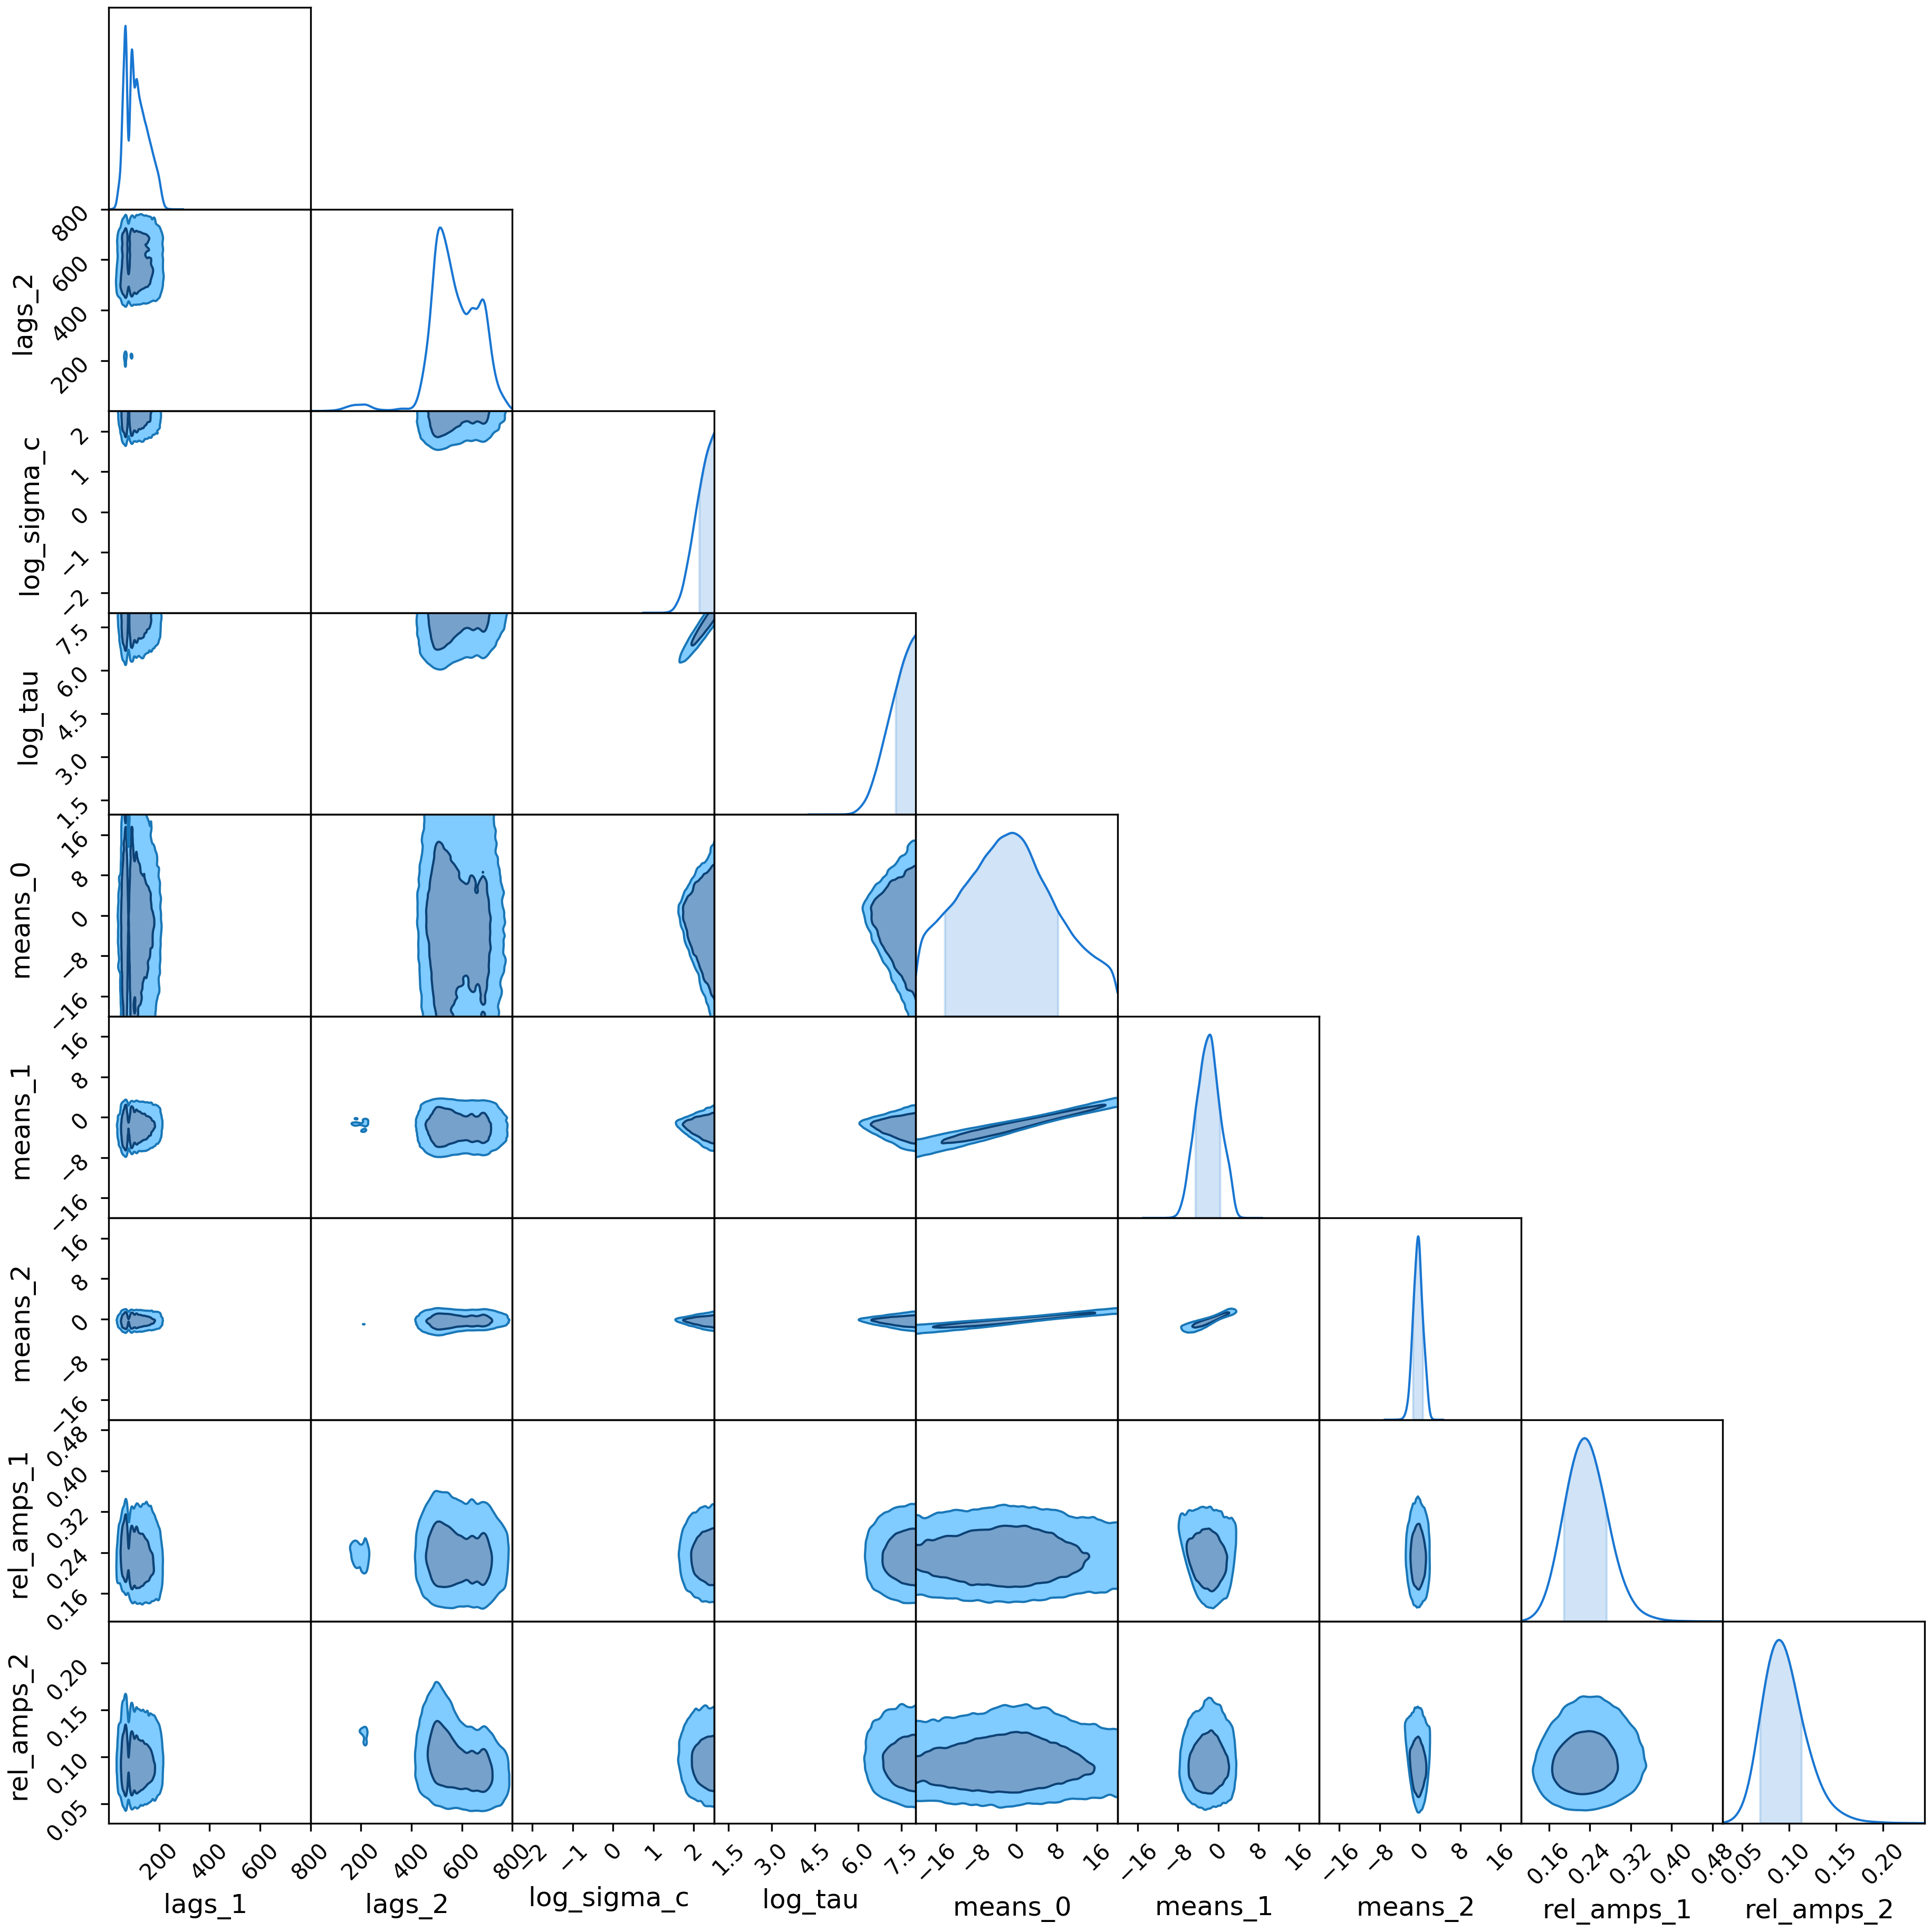 800
600
400
200
lags_2
2
1
0
−1
−2
log_sigma_c
7.5
6.0
4.5
3.0
1.5
log_tau
16
8
0
−8
−16
means_0
16
8
0
−8
−16
means_1
16
8
0
−8
−16
means_2
0.48
0.40
0.32
0.24
0.16
rel_amps_1
0.20
0.15
0.10
0.05
rel_amps_2
200 400 600 800
200 400 600 800
−2 −1 0 1 2
1.5 3.0 4.5 6.0 7.5
−16 −8 0 8 16
−16 −8 0 8 16
−16 −8 0 8 16
0.16 0.24 0.32 0.40 0.48
0.05 0.10 0.15 0.20
lags_1 lags_2 log_sigma_c log_tau means_0 means_1 means_2 rel_amps_1 rel_amps_2